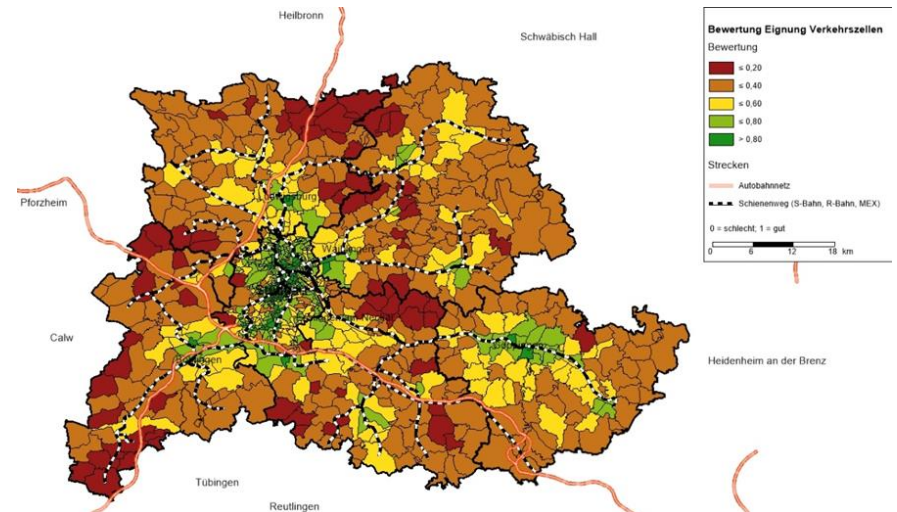 Heilbronn
Schwäbisch Hall
Pforzheim
Calw
Tübingen
Reutlingen
Heidenheim an der Brenz
Bewertung Eignung Verkehrszellen
Bewertung
≤ 0,20
≤ 0,40
≤ 0,60
≤ 0,80
> 0,80
Strecken
Autobahnnetz
Schienenweg (S-Bahn, R-Bahn, MEX)
0 = schlecht; 1 = gut
0 6 12 18 km